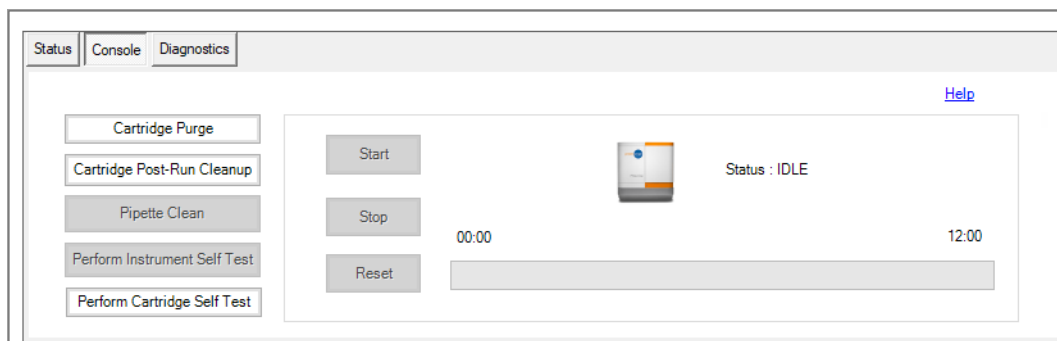 Status Console Diagnostics
Help
Cartridge Purge
Cartridge Post-Run Cleanup
Pipette Clean
Perform Instrument Self Test
Perform Cartridge Self Test
Start
Stop
Reset
Status : IDLE
00:00 12:00